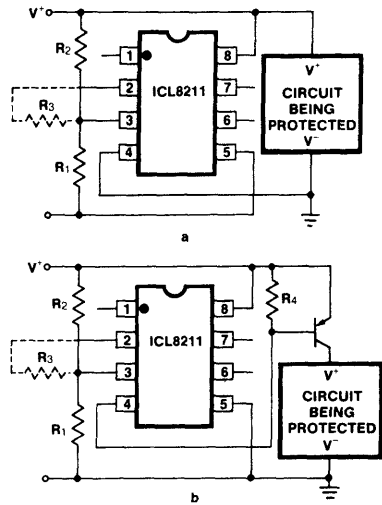 V+
R2
1
8
2
ICL8211
7
V+
R3
3
6
CIRCUIT
BEING
PROTECTED
R1
4
5
V−
a
V+
R2
1
8
R4
2
ICL8211
7
R3
3
6
V+
R1
4
5
CIRCUIT
BEING
PROTECTED
V−
b